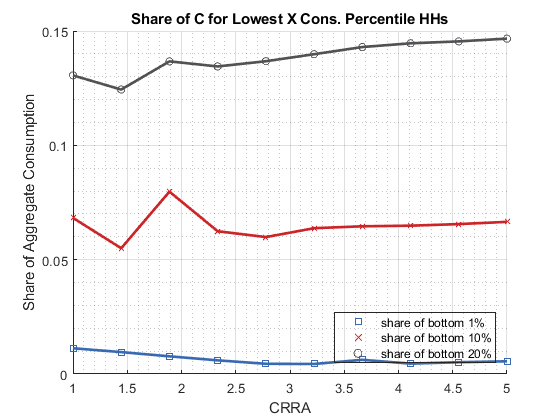 Share of C for Lowest X Cons. Percentile HHs
0.15
0.1
0.05
0
Share of Aggregate Consumption
share of bottom 1%
share of bottom 10%
share of bottom 20%
1 1.5 2 2.5 3 3.5 4 4.5 5
CRRA